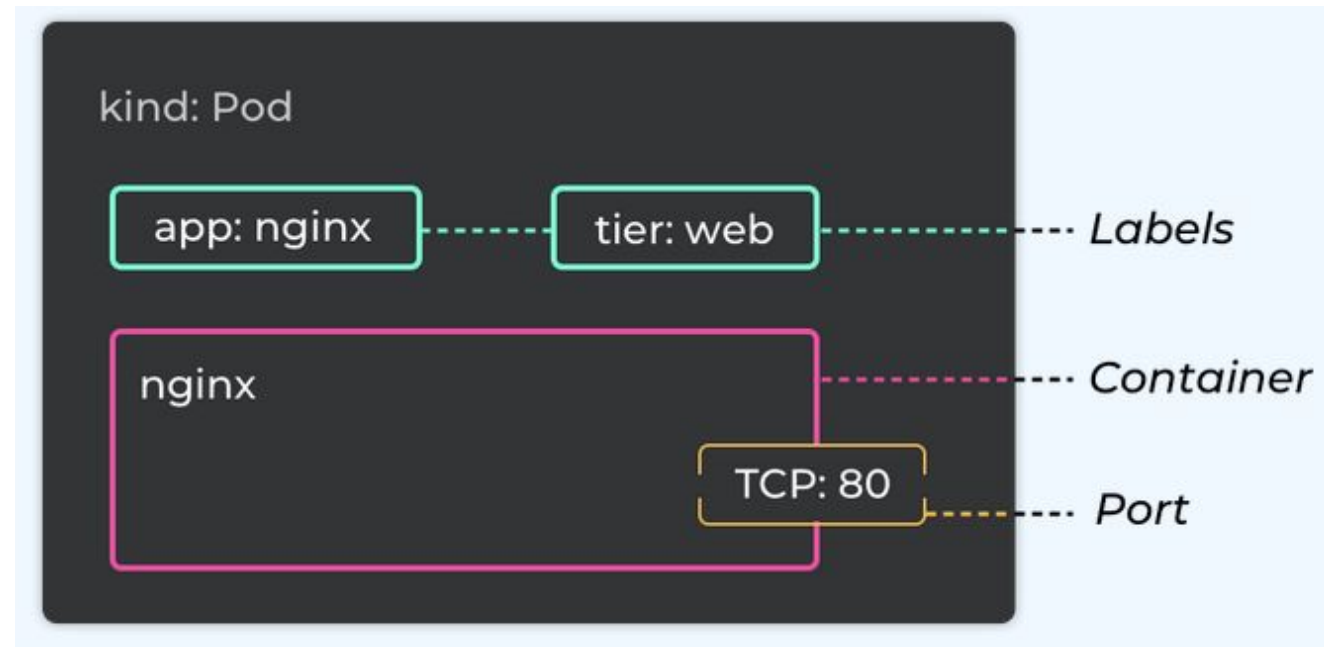 kind: Pod
app: nginx
tier: web
Labels
nginx
Container
TCP: 80
Port